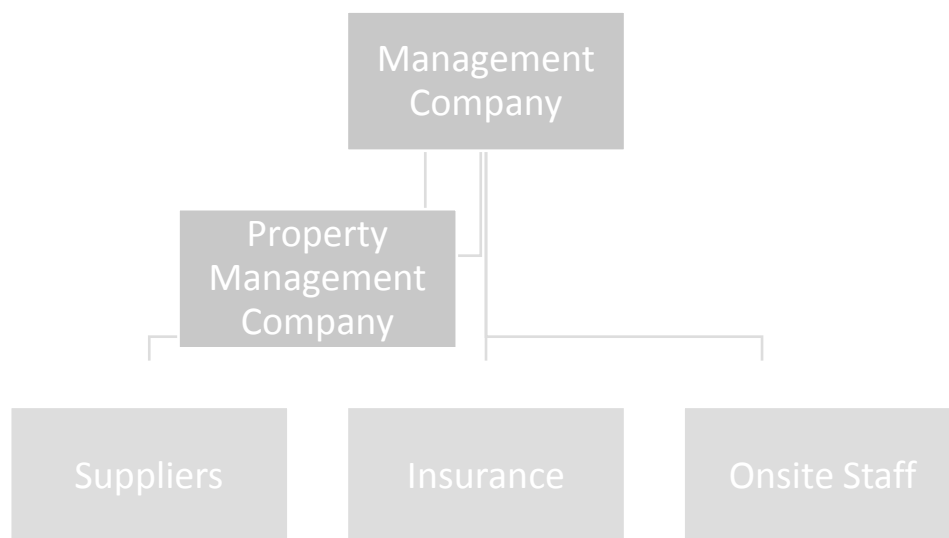 Management
Company
Property
Management
Company
Suppliers
Insurance
Onsite Staff